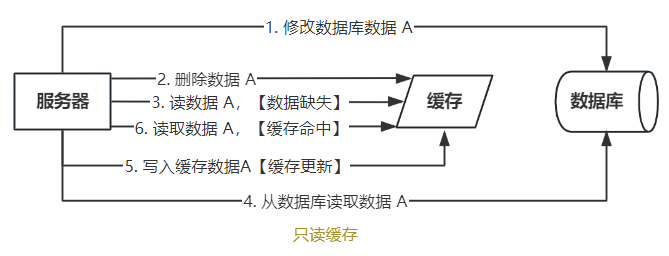 1. 修改数据库数据 A
2. 删除数据 A
服务器
3. 读数据 A，【数据缺失】
缓存
数据库
6. 读取数据 A，【缓存命中】
5. 写入缓存数据A【缓存更新】
4. 从数据库读取数据 A
只读缓存